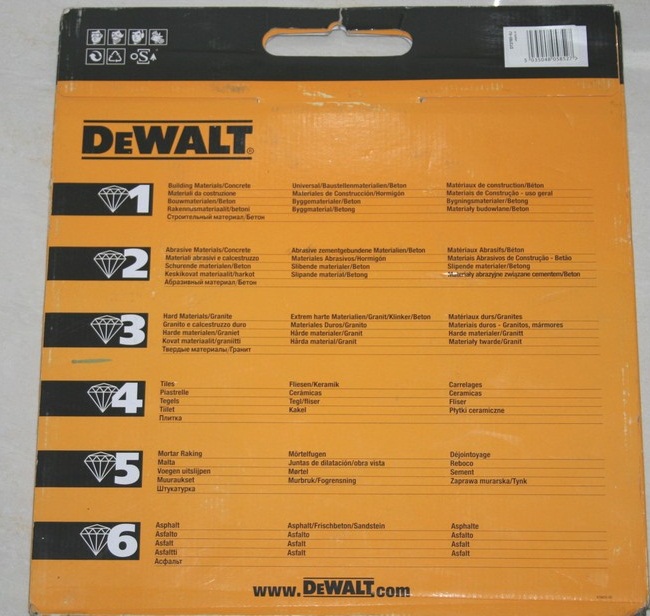 DEWALT®
1
Building Materials/Concrete Universal/Baustellenmaterialien/Beton Matériaux de construction/Béton
Materiali da costruzione Materiales de Construcción/Hormigón Materiais de Construção - uso geral
Bouwmaterialen/Beton Byggematerialer/Beton Bygningsmaterialer/Betong
Rakennusmateriaalit/betoni Byggmaterial/Betong Materiały budowlane/Beton
Строительный материал/Бетон
2
Abrasive Materials/Concrete Abrasive zementgebundene Materialien/Beton Matériaux Abrasifs/Béton
Materiali abrasivi e calcestruzzo Materiales Abrasivos/Hormigón Materiais Abrasivos de Construção - Betão
Schurende materialen/Beton Slibende materialer/Beton Slipende materialer/Betong
Keskikovat materiaalit/harkot Slipande material/Betong Materiały abrazyjne związane cementem/Beton
Абразивный материал/Бетон
3
Hard Materials/Granite Extrem harte Materialien/Granit/Klinker/Beton Matériaux durs/Granites
Granito e calcestruzzo duro Materiales Duros/Granito Materiais duros - Granitos, mármores
Harde materialen/Graniet Hårde materialer/Granit Harde materialer/Granitt
Kovat materiaalit/graniitti Hårda material/Granit Materiały twarde/Granit
Твердые материалы/Гранит
4
Tiles Fliesen/Keramik Carrelages
Piastrelle Cerámicas Ceramicas
Tegels Tegl/fliser Fliser
Tiilet Kakel Płytki ceramiczne
Плитка
5
Mortar Raking Mörtelfugen Déjointoyage
Malta Juntas de dilatación/obra vista Reboco
Voegen uitslijpen Mørtel Sement
Muuraukset Murbruk/Fogrensning Zaprawa murarska/Tynk
Штукатурка
6
Asphalt Asphalt/Frischbeton/Sandstein Asphalte
Asfalto Asfalto Asfalto
Asfalt Asfalt Asfalt
Asfaltti Asfalt Asfalt
Асфальт
www.DEWALT.com